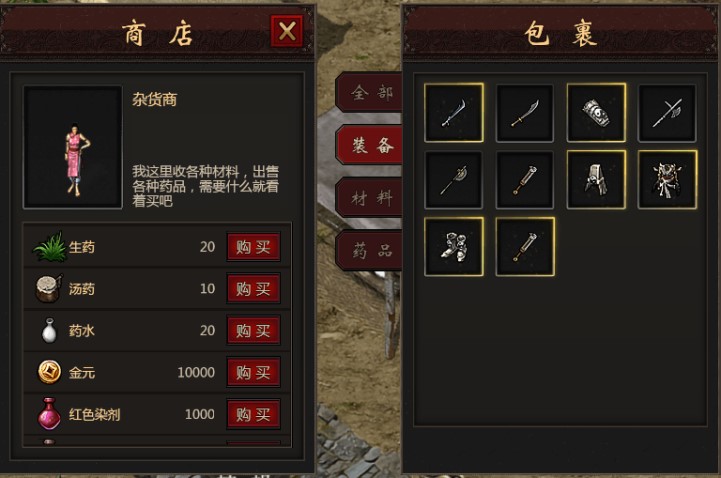 商店
杂货商
我这里收各种材料，出售
各种药品，需要什么就看
着买吧
生药 20 购买
汤药 10 购买
药水 20 购买
金元 10000 购买
红色染剂 1000 购买
全部
装备
材料
药品
包裹